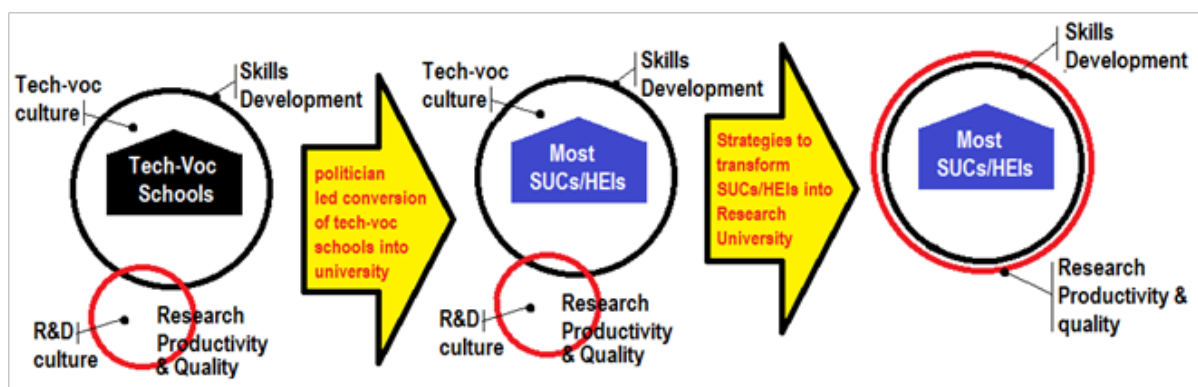 Tech-voc
culture
Skills
Development
Tech-Voc
Schools
R&D
culture
Research
Productivity
& Quality
politician
led conversion
of tech-voc
schools into
university
Tech-voc
culture
Skills
Development
Most
SUCs/HEIs
R&D
culture
Research
Productivity
& Quality
Strategies to
transform
SUCs/HEIs into
Research
University
Skills
Development
Most
SUCs/HEIs
Research
Productivity &
quality